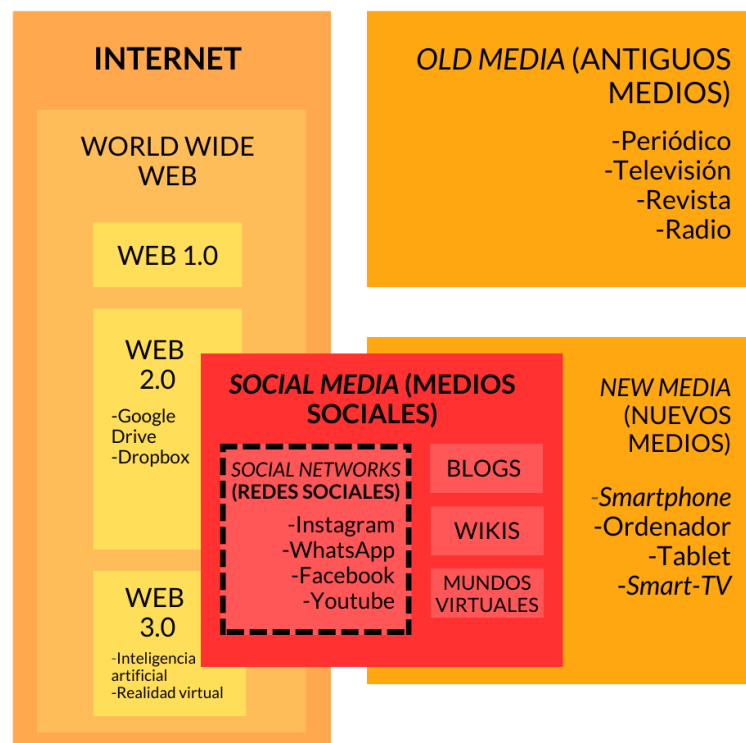 INTERNET
WORLD WIDE
WEB
WEB 1.0
WEB
2.0
-Google
Drive
-Dropbox
WEB
3.0
-Inteligencia
artificial
-Realidad virtual
OLD MEDIA (ANTIGUOS
MEDIOS)
-Periódico
-Televisión
-Revista
-Radio
SOCIAL MEDIA (MEDIOS
SOCIALES)
SOCIAL NETWORKS
(REDES SOCIALES)
-Instagram
-WhatsApp
-Facebook
-Youtube
BLOGS
WIKIS
MUNDOS
VIRTUALES
NEW MEDIA
(NUEVOS
MEDIOS)
-Smartphone
-Ordenador
-Tablet
-Smart-TV